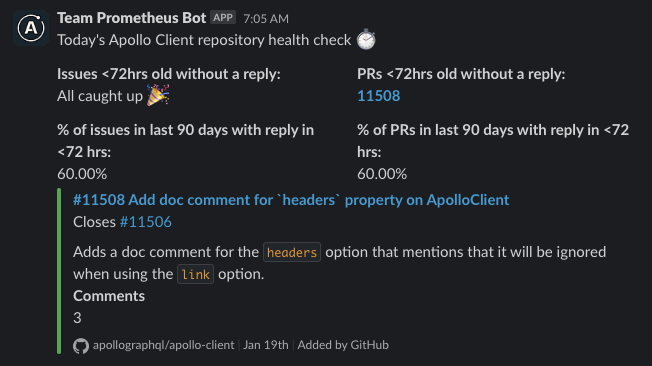 Team Prometheus Bot APP 7:05 AM
Today's Apollo Client repository health check
Issues <72hrs old without a reply:
All caught up
PRs <72hrs old without a reply:
11508
% of issues in last 90 days with reply in
<72 hrs:
60.00%
% of PRs in last 90 days with reply in <72
hrs:
60.00%
#11508 Add doc comment for `headers` property on ApolloClient
Closes #11506
Adds a doc comment for the headers option that mentions that it will be ignored
when using the link option.
Comments
3
apollographql/apollo-client | Jan 19th | Added by GitHub